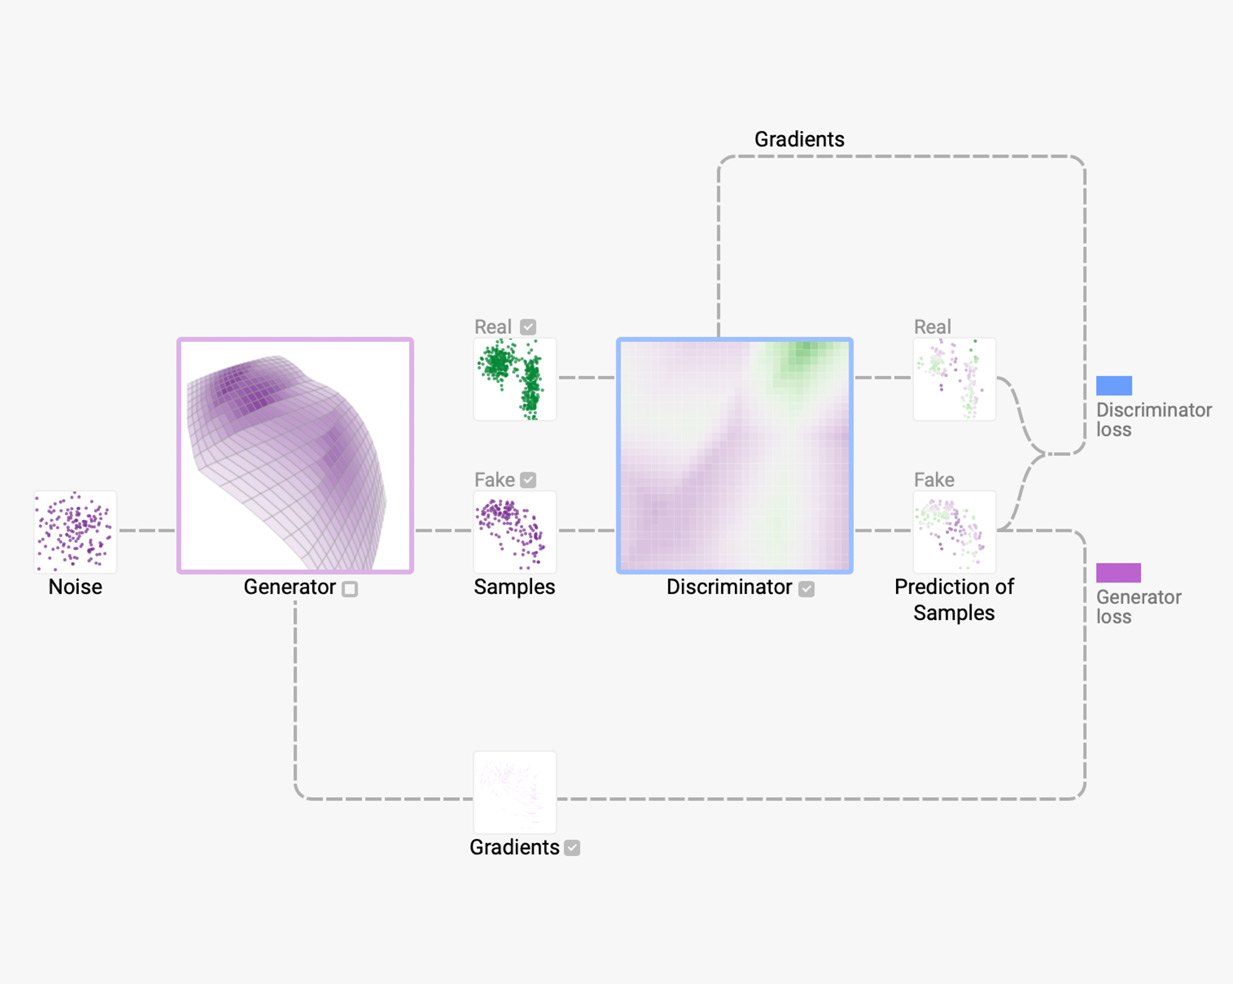 Gradients
Real
Real
Discriminator
loss
Fake
Fake
Noise
Generator
Samples
Discriminator
Prediction of
Samples
Generator
loss
Gradients